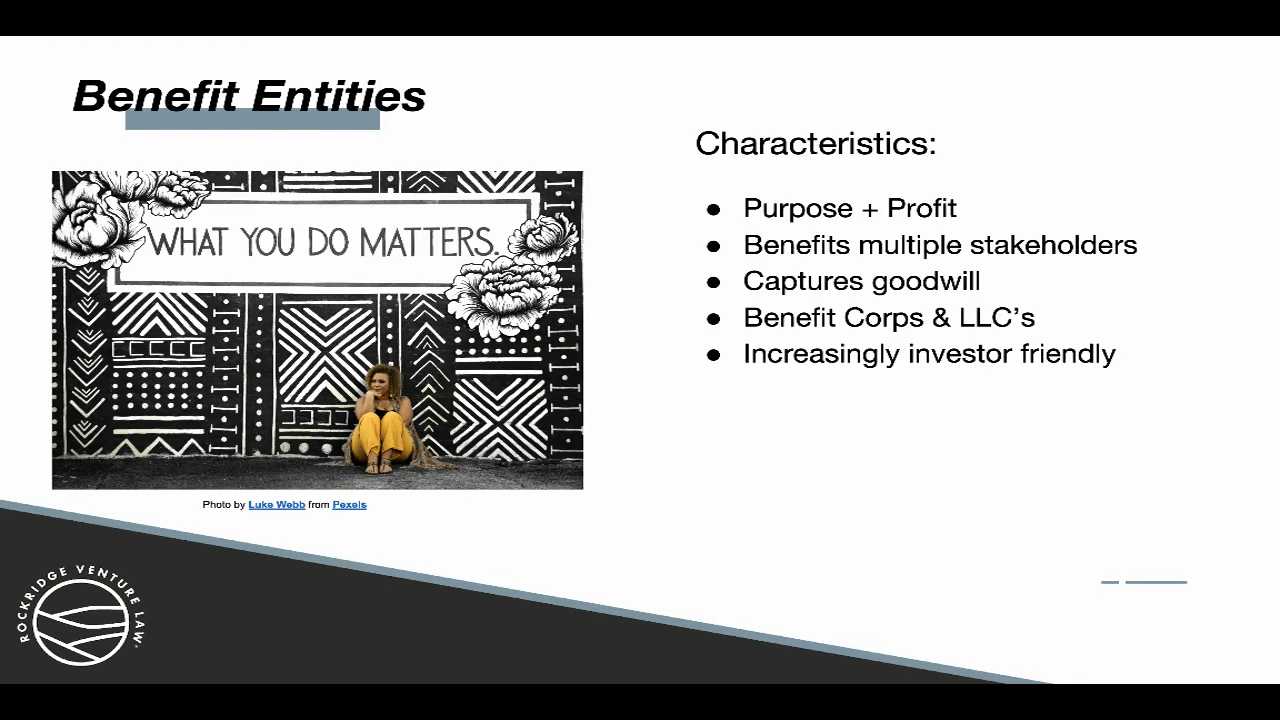 Benefit Entities
WHAT YOU DO MATTERS.
Photo by Luke Webb from Pexels
Characteristics:
● Purpose + Profit
● Benefits multiple stakeholders
● Captures goodwill
● Benefit Corps & LLC’s
● Increasingly investor friendly
ROCKRIDGE VENTURE LAW